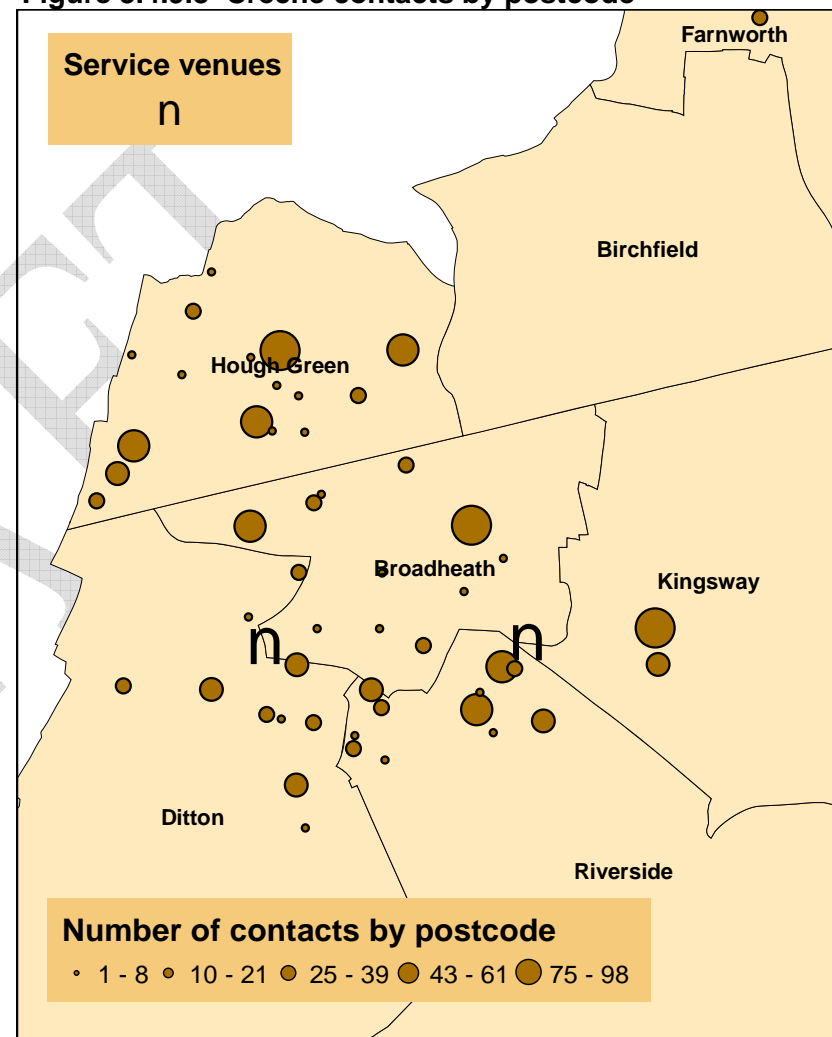 Farnworth
Service venues
n
Birchfield
Hough Green
Broadheath
Kingsway
n
n
Ditton
Riverside
Number of contacts by postcode
1 - 8 10 - 21 25 - 39 43 - 61 75 - 98